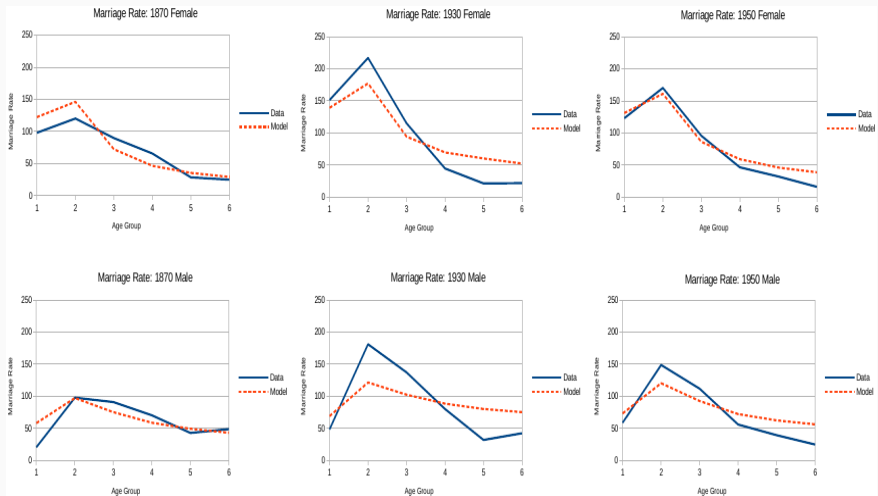 Marriage Rate: 1870 Female
250
200
150
100
50
0
1 2 3 4 5 6
Marriage Rate
Age Group
Data
Model
Marriage Rate: 1930 Female
250
200
150
100
50
0
1 2 3 4 5 6
Marriage Rate
Age Group
Data
Model
Marriage Rate: 1950 Female
250
200
150
100
50
0
1 2 3 4 5 6
Marriage Rate
Age Group
Data
Model
Marriage Rate: 1870 Male
250
200
150
100
50
0
1 2 3 4 5 6
Marriage Rate
Age Group
Data
Model
Marriage Rate: 1930 Male
250
200
150
100
50
0
1 2 3 4 5 6
Marriage Rate
Age Group
Data
Model
Marriage Rate: 1950 Male
250
200
150
100
50
0
1 2 3 4 5 6
Marriage Rate
Age Group
Data
Model